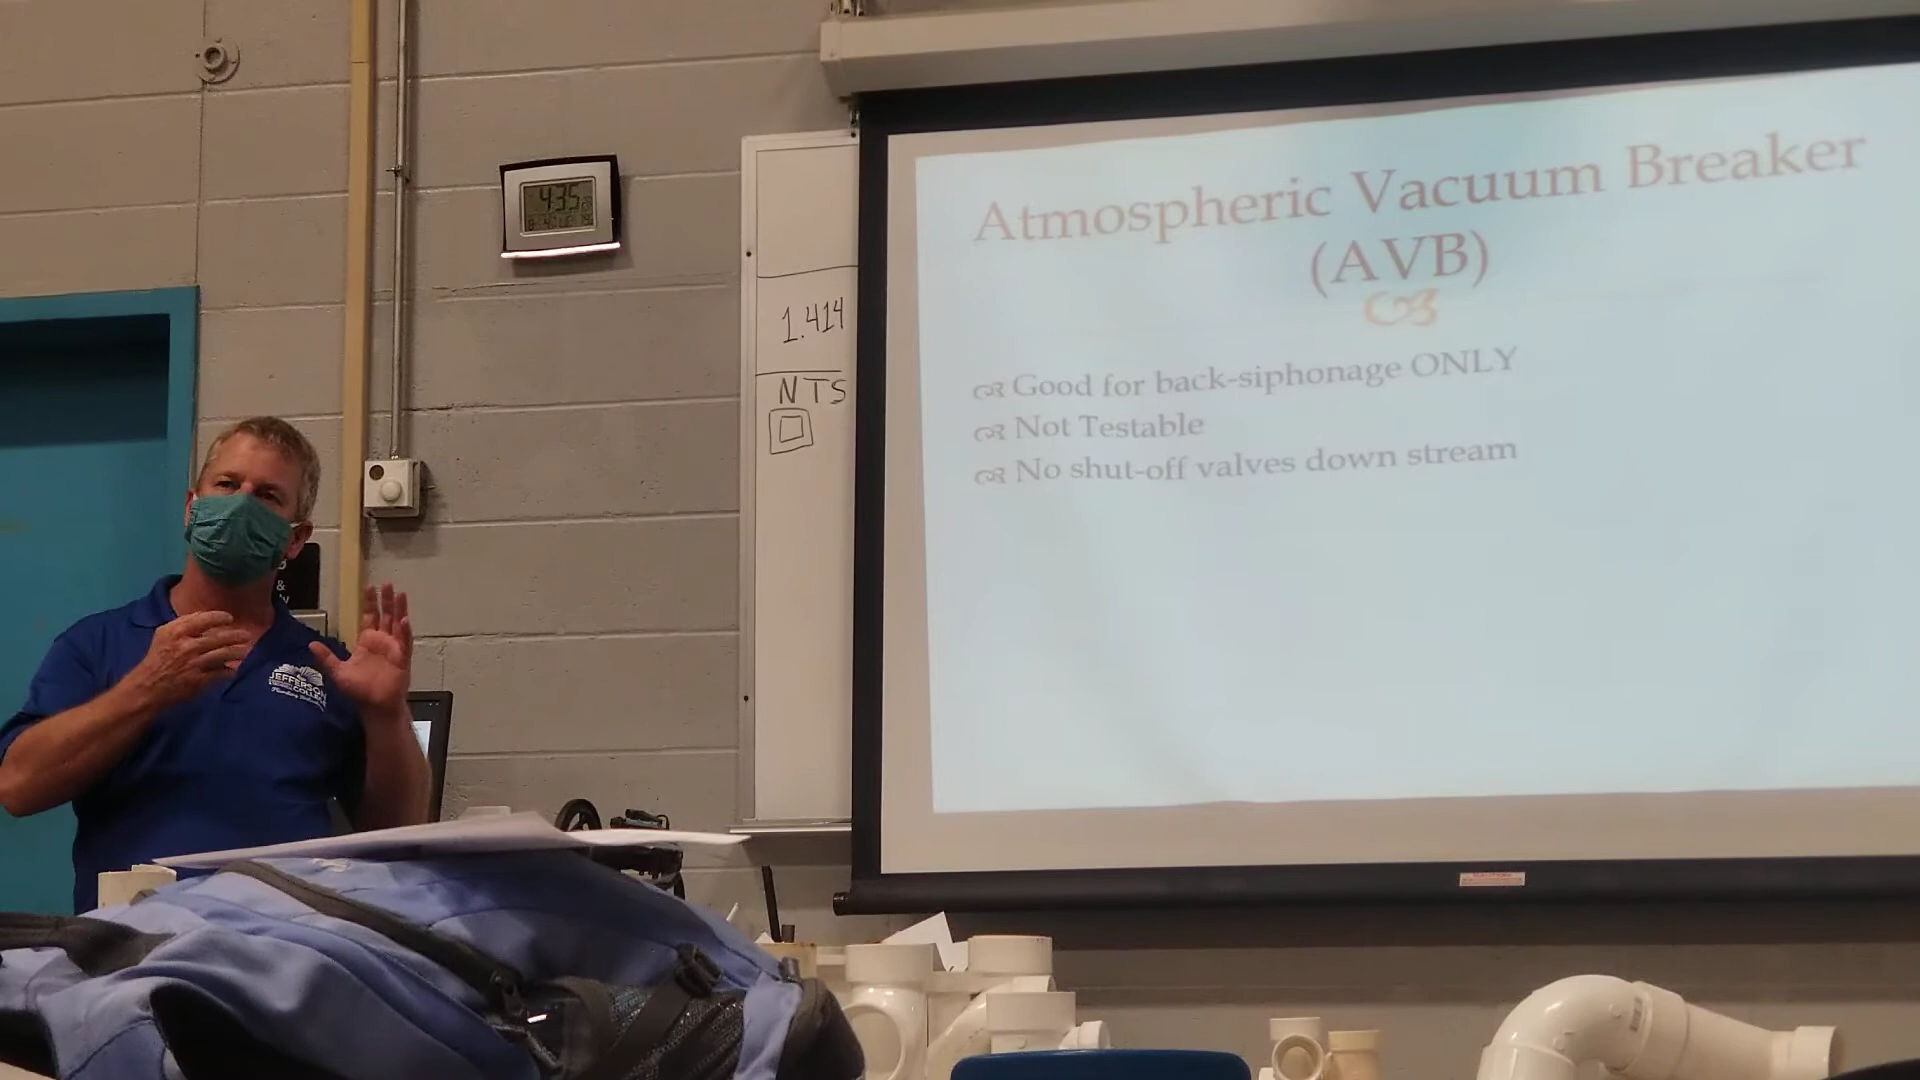 4:35
1.414
NTS
Atmospheric Vacuum Breaker
(AVB)
Good for back-siphonage ONLY
Not Testable
No shut-off valves down stream
JEFFERSON
COLLEGE
&